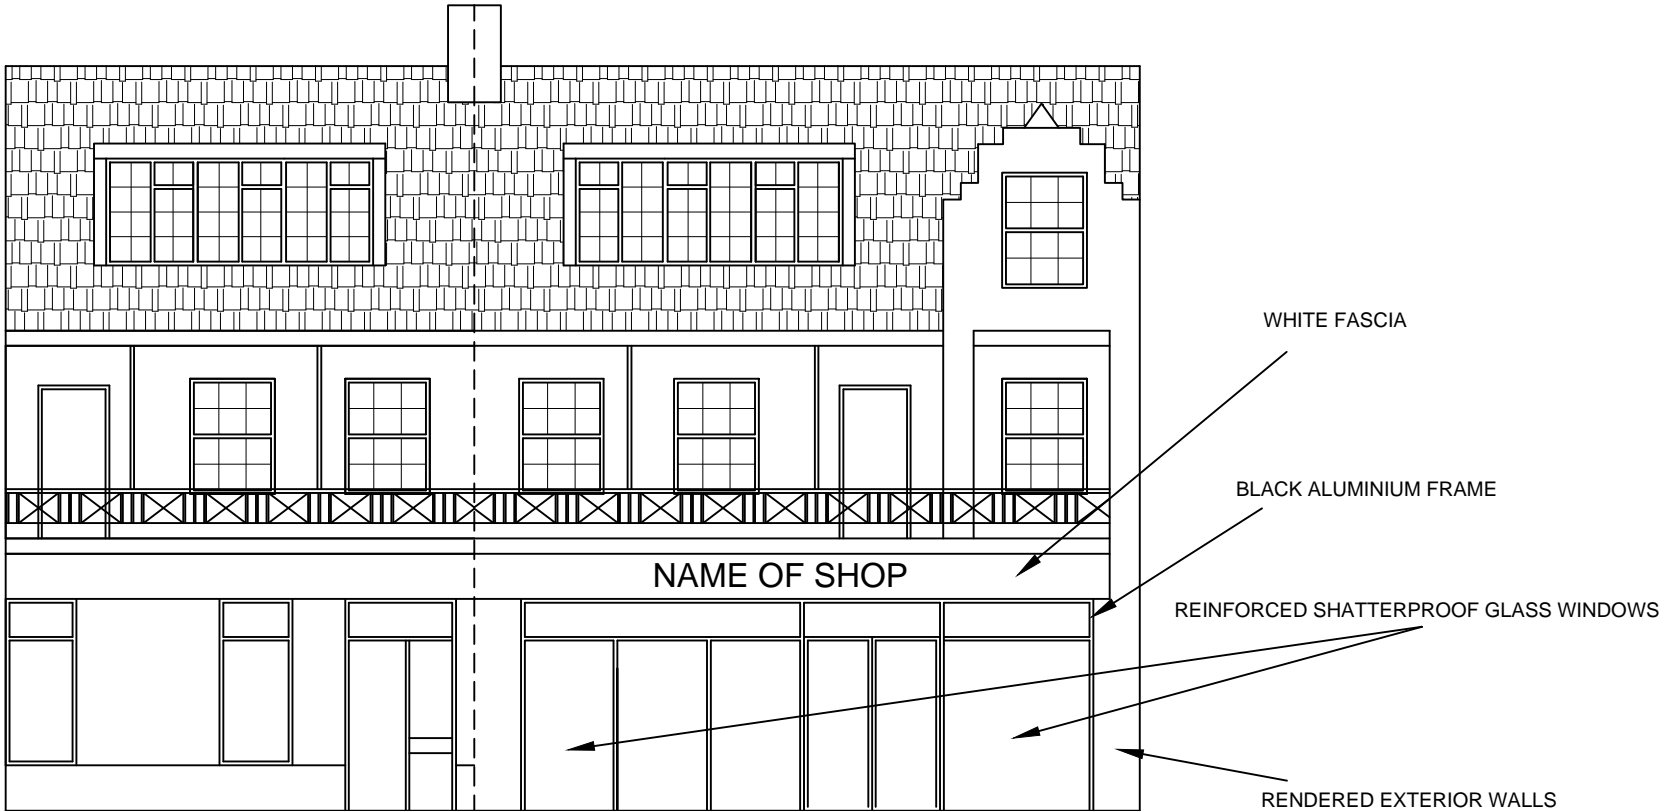 WHITE FASCIA
BLACK ALUMINIUM FRAME
NAME OF SHOP
REINFORCED SHATTERPROOF GLASS WINDOWS
RENDERED EXTERIOR WALLS